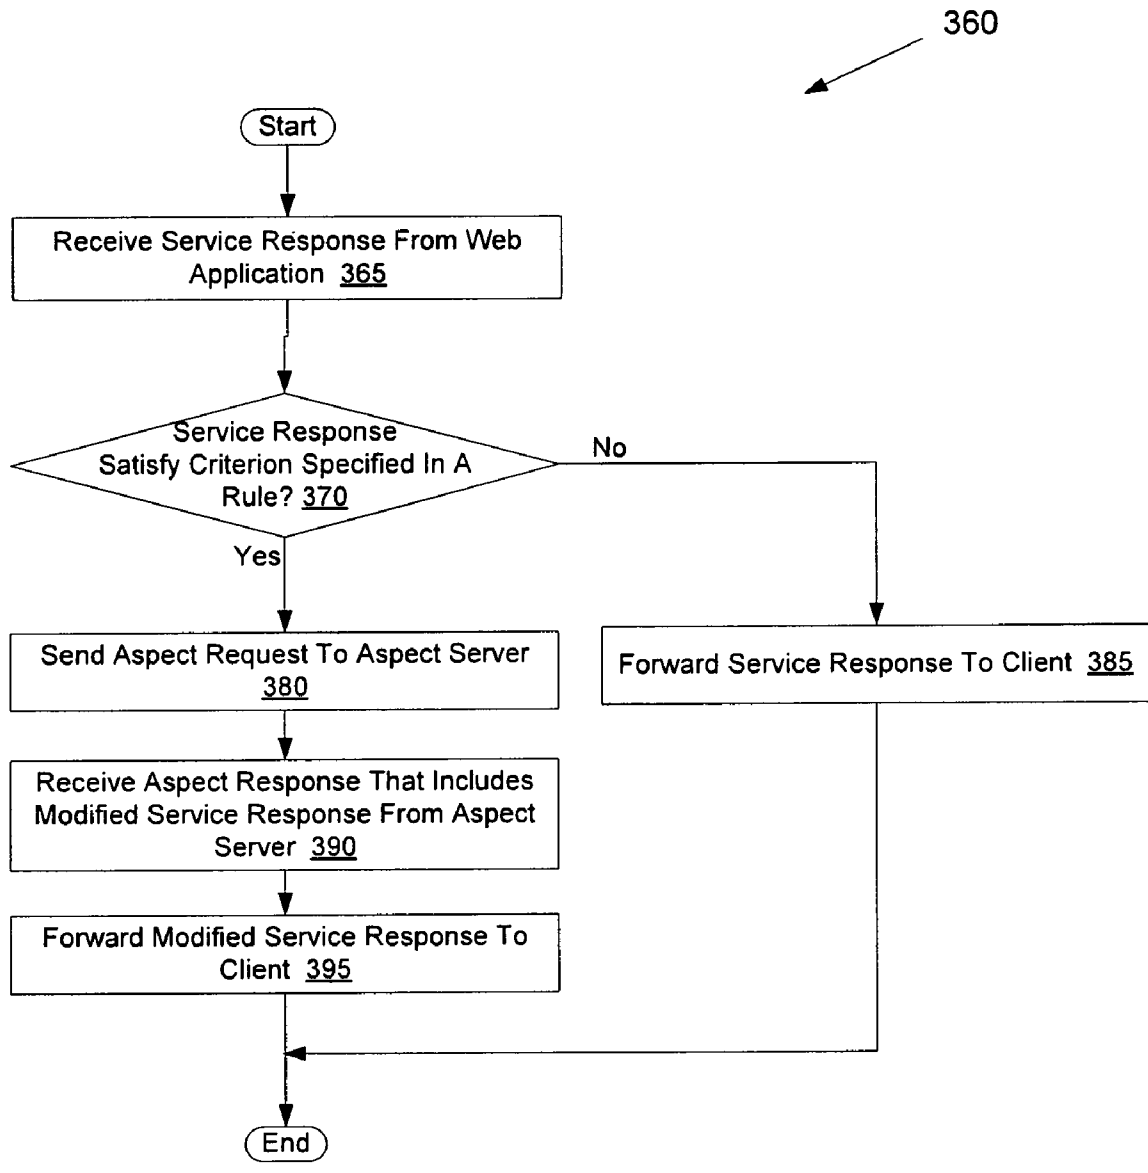 360
Start
Receive Service Response From Web
Application 365
Service Response
Satisfy Criterion Specified In A
Rule? 370
No
Yes
Send Aspect Request To Aspect Server
380
Forward Service Response To Client 385
Receive Aspect Response That Includes
Modified Service Response From Aspect
Server 390
Forward Modified Service Response To
Client 395
End